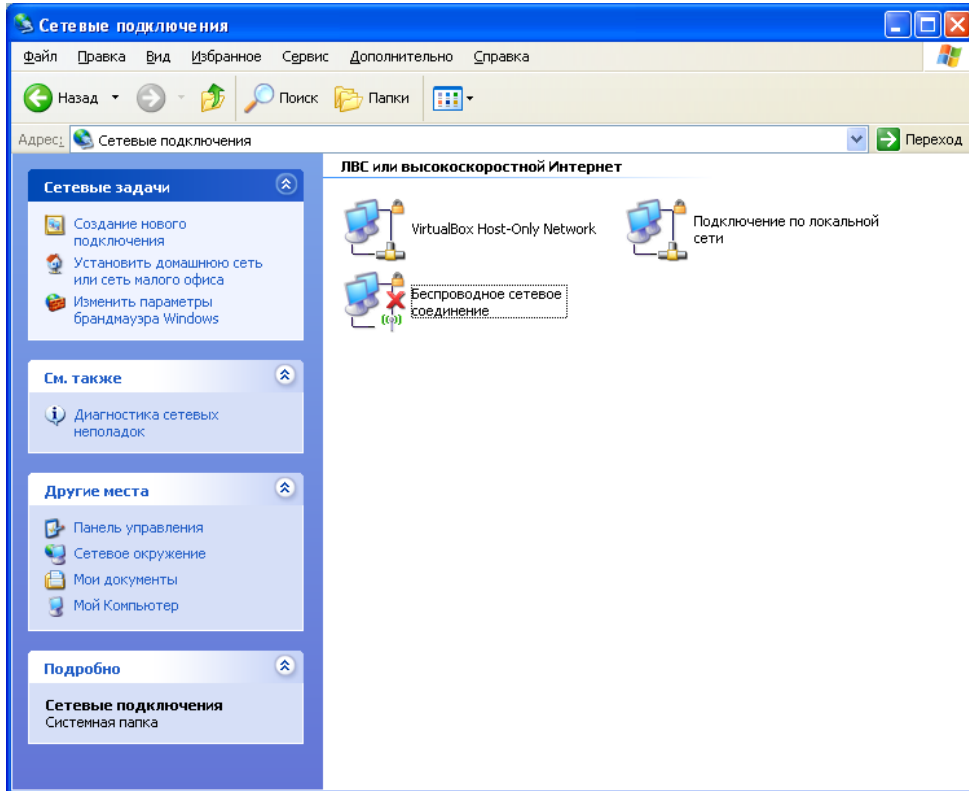 Сетевые подключения
Файл Правка Вид Избранное Сервис Дополнительно Справка
Назад Поиск Папки
Адрес: Сетевые подключения Переход
Сетевые задачи
Создание нового
подключения
Установить домашнюю сеть
или сеть малого офиса
Изменить параметры
брандмауэра Windows
См. также
Диагностика сетевых
неполадок
Другие места
Панель управления
Сетевое окружение
Мои документы
Мой Компьютер
Подробно
Сетевые подключения
Системная папка
ЛВС или высокоскоростной Интернет
VirtualBox Host-Only Network
Подключение по локальной
сети
Беспроводное сетевое
соединение